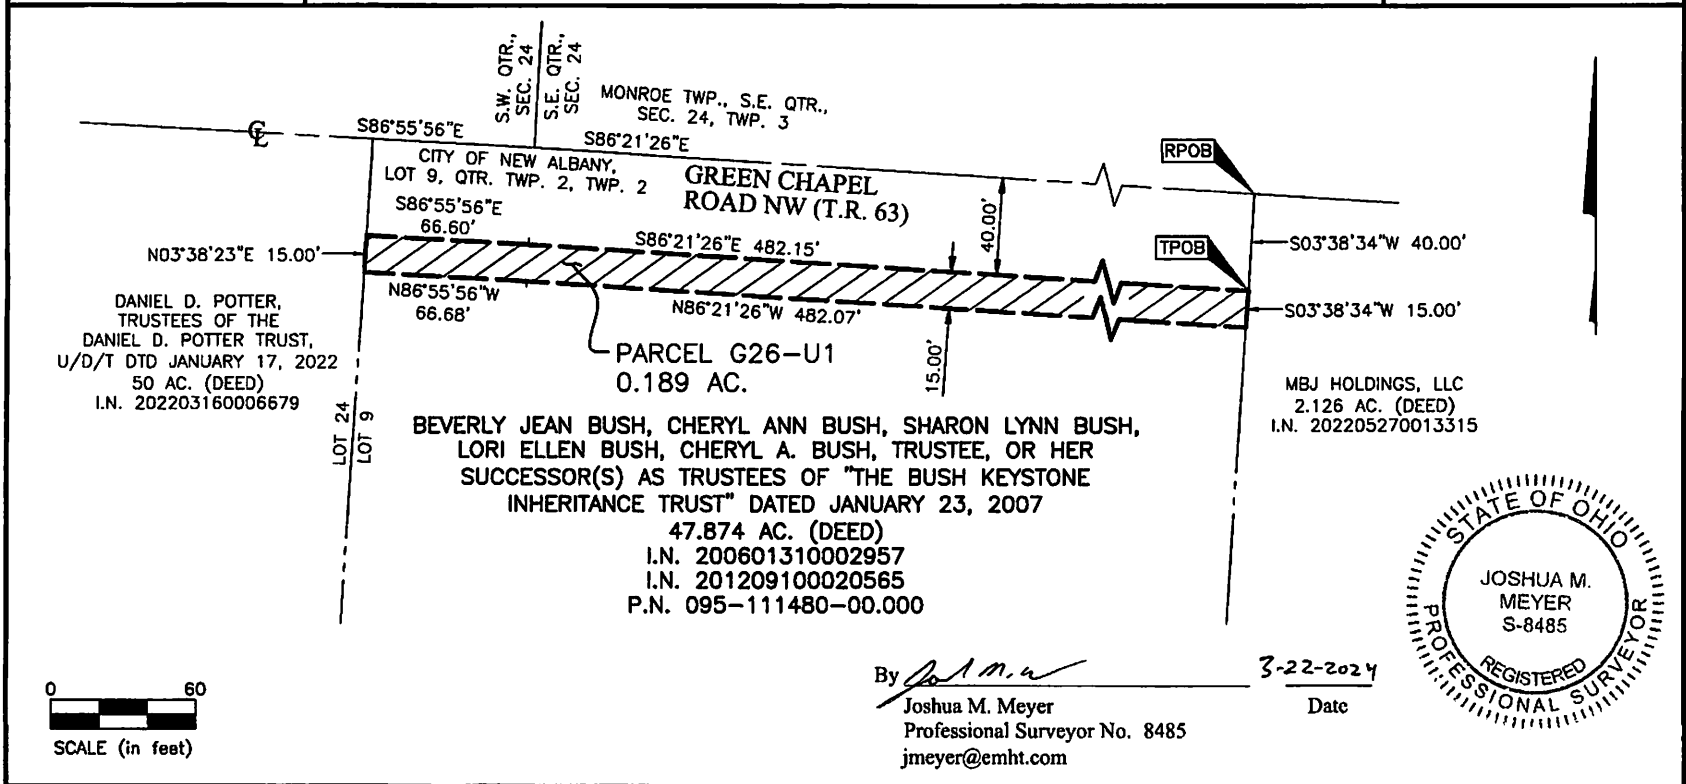 S.W. QTR.,
SEC. 24
S.E. QTR.,
SEC. 24
MONROE TWP., S.E. QTR.,
SEC. 24, TWP. 3
℄
S86°55'56"E
S86°21'26"E
CITY OF NEW ALBANY,
LOT 9, QTR. TWP. 2, TWP. 2
GREEN CHAPEL
ROAD NW (T.R. 63)
RPOB
40.00'
S03°38'34"W 40.00'
TPOB
S86°55'56"E
66.60'
S86°21'26"E 482.15'
N03°38'23"E 15.00'
N86°55'56"W
66.68'
N86°21'26"W 482.07'
S03°38'34"W 15.00'
15.00'
PARCEL G26-U1
0.189 AC.
DANIEL D. POTTER,
TRUSTEES OF THE
DANIEL D. POTTER TRUST,
U/D/T DTD JANUARY 17, 2022
50 AC. (DEED)
I.N. 202203160006679
LOT 24
LOT 9
MBJ HOLDINGS, LLC
2.126 AC. (DEED)
I.N. 202205270013315
BEVERLY JEAN BUSH, CHERYL ANN BUSH, SHARON LYNN BUSH,
LORI ELLEN BUSH, CHERYL A. BUSH, TRUSTEE, OR HER
SUCCESSOR(S) AS TRUSTEES OF "THE BUSH KEYSTONE
INHERITANCE TRUST" DATED JANUARY 23, 2007
47.874 AC. (DEED)
I.N. 200601310002957
I.N. 201209100020565
P.N. 095-111480-00.000
STATE OF OHIO
JOSHUA M.
MEYER
S-8485
REGISTERED
PROFESSIONAL SURVEYOR
0 60
SCALE (in feet)
By
3-22-2024
Joshua M. Meyer
Date
Professional Surveyor No. 8485
jmeyer@emht.com